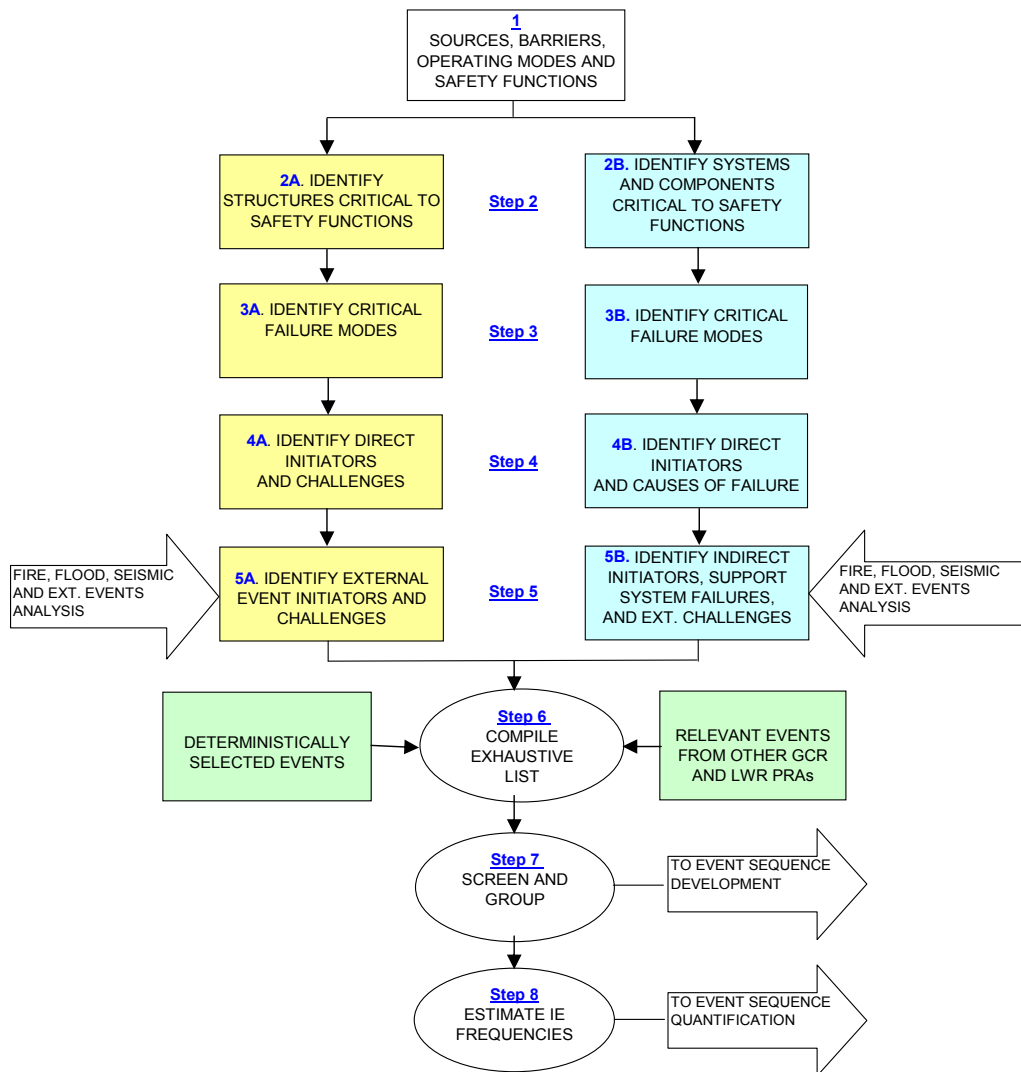 1
SOURCES, BARRIERS,
OPERATING MODES AND
SAFETY FUNCTIONS
2A. IDENTIFY
STRUCTURES CRITICAL TO
SAFETY FUNCTIONS
Step 2
2B. IDENTIFY SYSTEMS
AND COMPONENTS
CRITICAL TO SAFETY
FUNCTIONS
3A. IDENTIFY CRITICAL
FAILURE MODES
Step 3
3B. IDENTIFY CRITICAL
FAILURE MODES
4A. IDENTIFY DIRECT
INITIATORS
AND CHALLENGES
Step 4
4B. IDENTIFY DIRECT
INITIATORS
AND CAUSES OF FAILURE
FIRE, FLOOD, SEISMIC
AND EXT. EVENTS
ANALYSIS
5A. IDENTIFY EXTERNAL
EVENT INITIATORS AND
CHALLENGES
Step 5
5B. IDENTIFY INDIRECT
INITIATORS, SUPPORT
SYSTEM FAILURES,
AND EXT. CHALLENGES
FIRE, FLOOD, SEISMIC
AND EXT. EVENTS
ANALYSIS
DETERMINISTICALLY
SELECTED EVENTS
Step 6
COMPILE
EXHAUSTIVE
LIST
RELEVANT EVENTS
FROM OTHER GCR
AND LWR PRAs
Step 7
SCREEN AND
GROUP
TO EVENT SEQUENCE
DEVELOPMENT
Step 8
ESTIMATE IE
FREQUENCIES
TO EVENT SEQUENCE
QUANTIFICATION